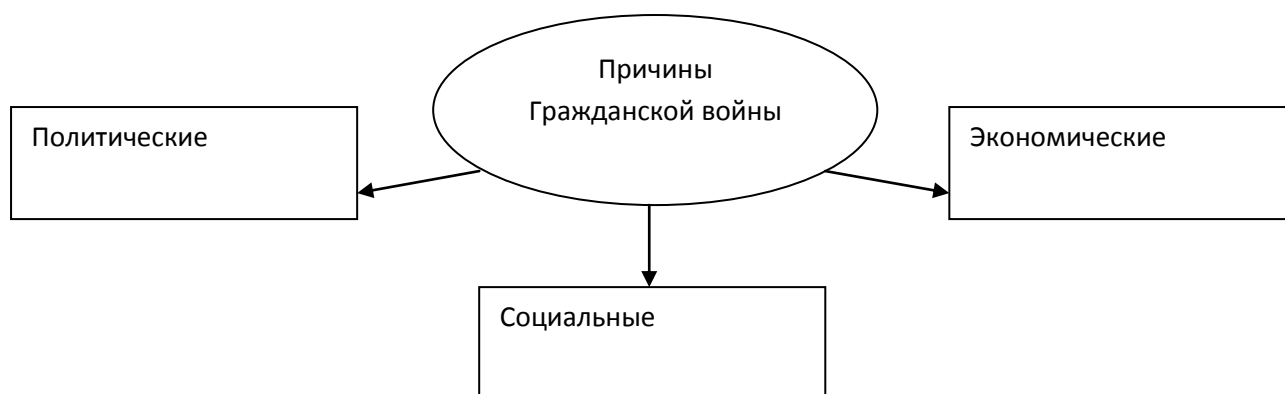 Причины
Гражданской войны
Политические
Экономические
Социальные